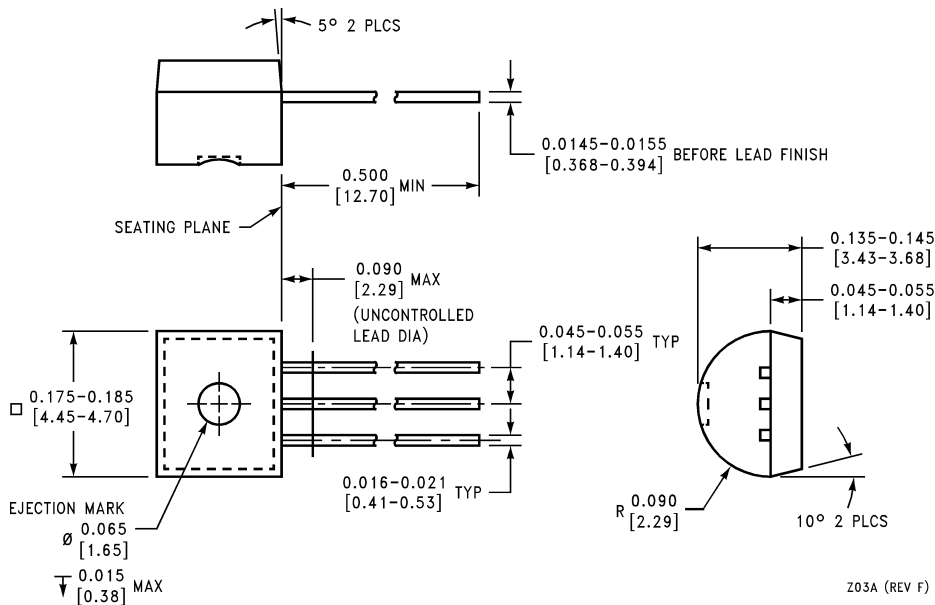 5° 2 PLCS
0.0145-0.0155
[0.368-0.394]
BEFORE LEAD FINISH
0.500
[12.70]
MIN
SEATING PLANE
0.090
[2.29]
MAX
(UNCONTROLLED
LEAD DIA)
0.135-0.145
[3.43-3.68]
0.045-0.055
[1.14-1.40]
0.045-0.055
[1.14-1.40]
TYP
0.175-0.185
[4.45-4.70]
0.016-0.021
[0.41-0.53]
TYP
EJECTION MARK
Ø 0.065
[1.65]
0.015
[0.38]
MAX
R 0.090
[2.29]
10° 2 PLCS
Z03A (REV F)